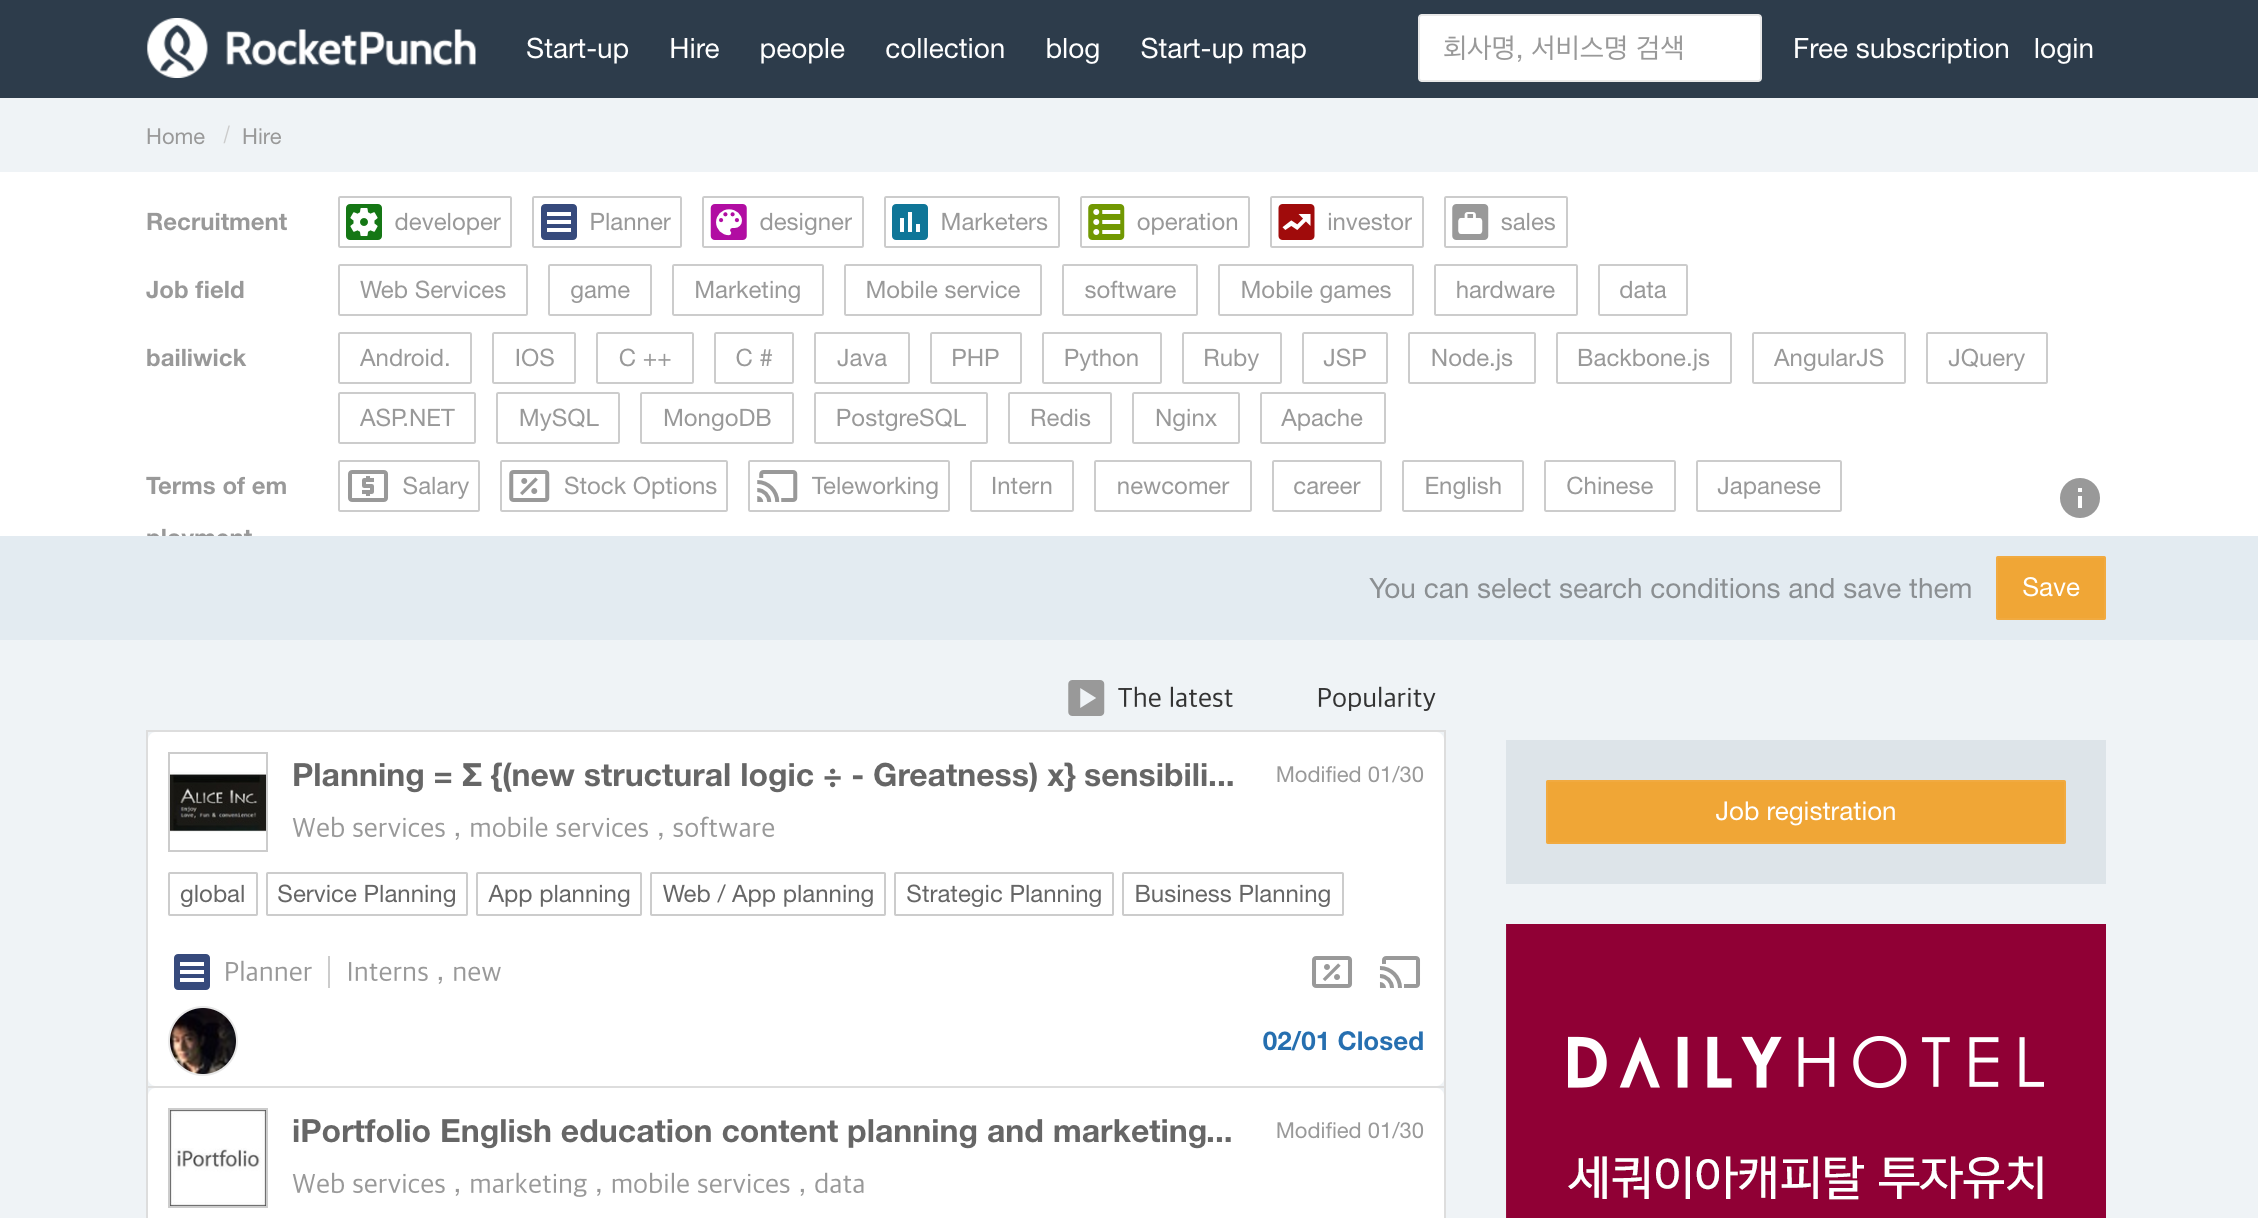 RocketPunch
Start-up Hire people collection blog Start-up map
회사명, 서비스명 검색
Free subscription login
Home / Hire
Recruitment developer Planner designer Marketers operation investor sales
Job field Web Services game Marketing Mobile service software Mobile games hardware data
bailiwick Android. IOS C ++ C # Java PHP Python Ruby JSP Node.js Backbone.js AngularJS JQuery
ASP.NET MySQL MongoDB PostgreSQL Redis Nginx Apache
Terms of em Salary Stock Options Teleworking Intern newcomer career English Chinese Japanese
ployment
You can select search conditions and save them Save
The latest Popularity
ALICE INC.
Enjoy
Love, Fun & convenience!
Planning = Σ {(new structural logic ÷ - Greatness) x} sensibili... Modified 01/30
Web services , mobile services , software
global Service Planning App planning Web / App planning Strategic Planning Business Planning
Planner Interns , new
02/01 Closed
iPortfolio
iPortfolio English education content planning and marketing... Modified 01/30
Web services , marketing , mobile services , data
Job registration
DAILYHOTEL
세쿼이아캐피탈 투자유치